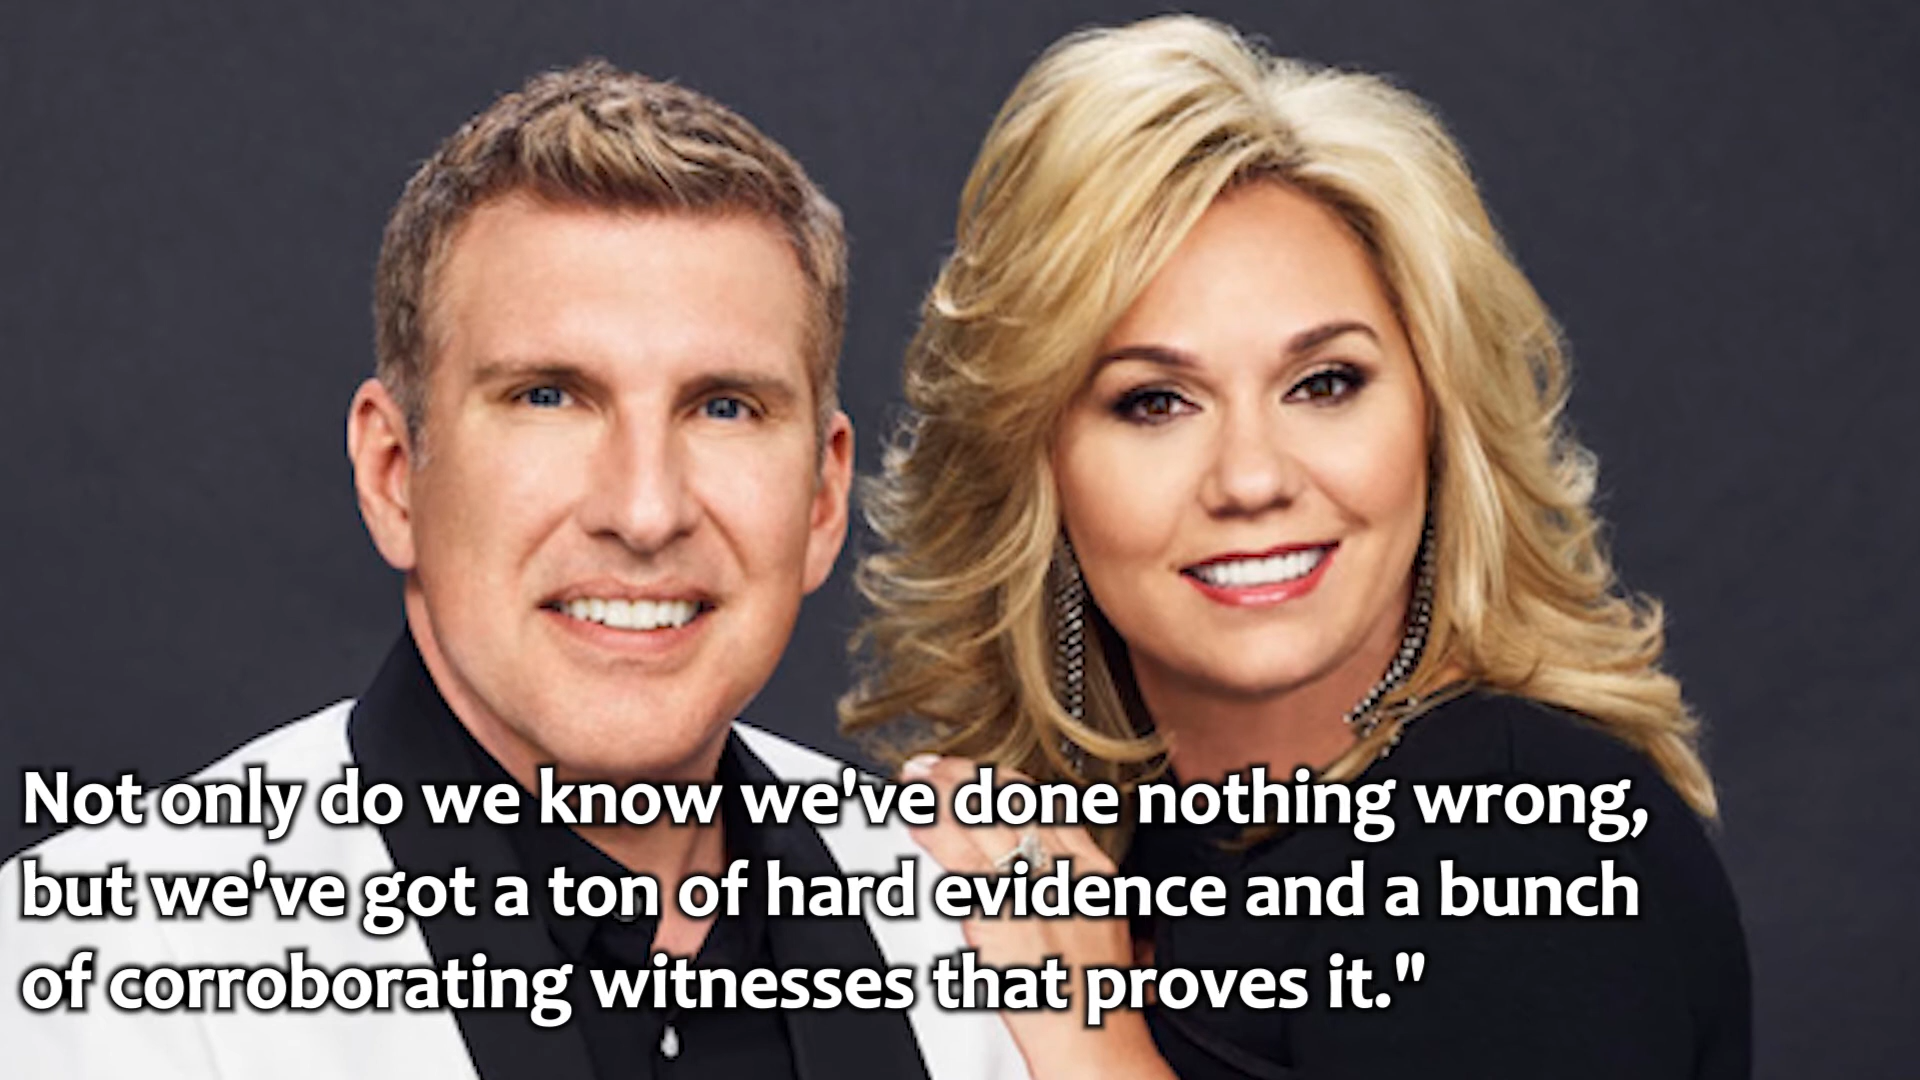 Not only do we know we've done nothing wrong,
but we've got a ton of hard evidence and a bunch
of corroborating witnesses that proves it."